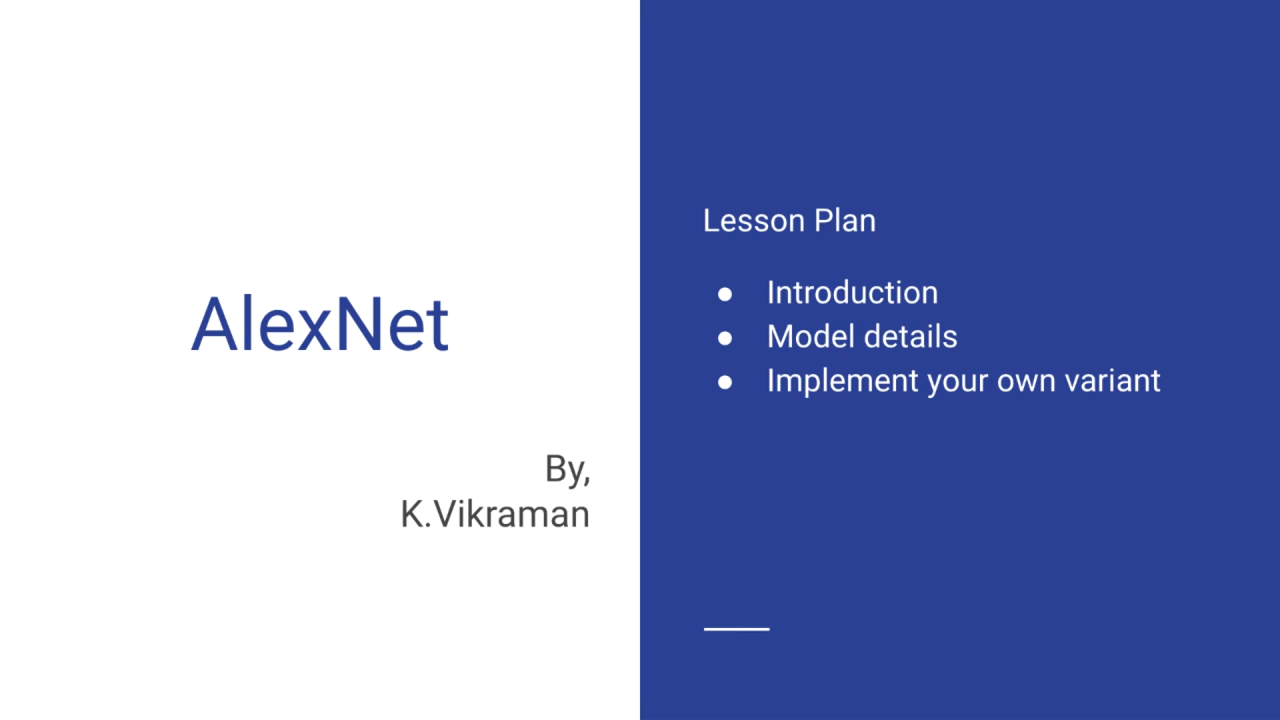 AlexNet
By,
K.Vikraman
Lesson Plan
● Introduction
● Model details
● Implement your own variant